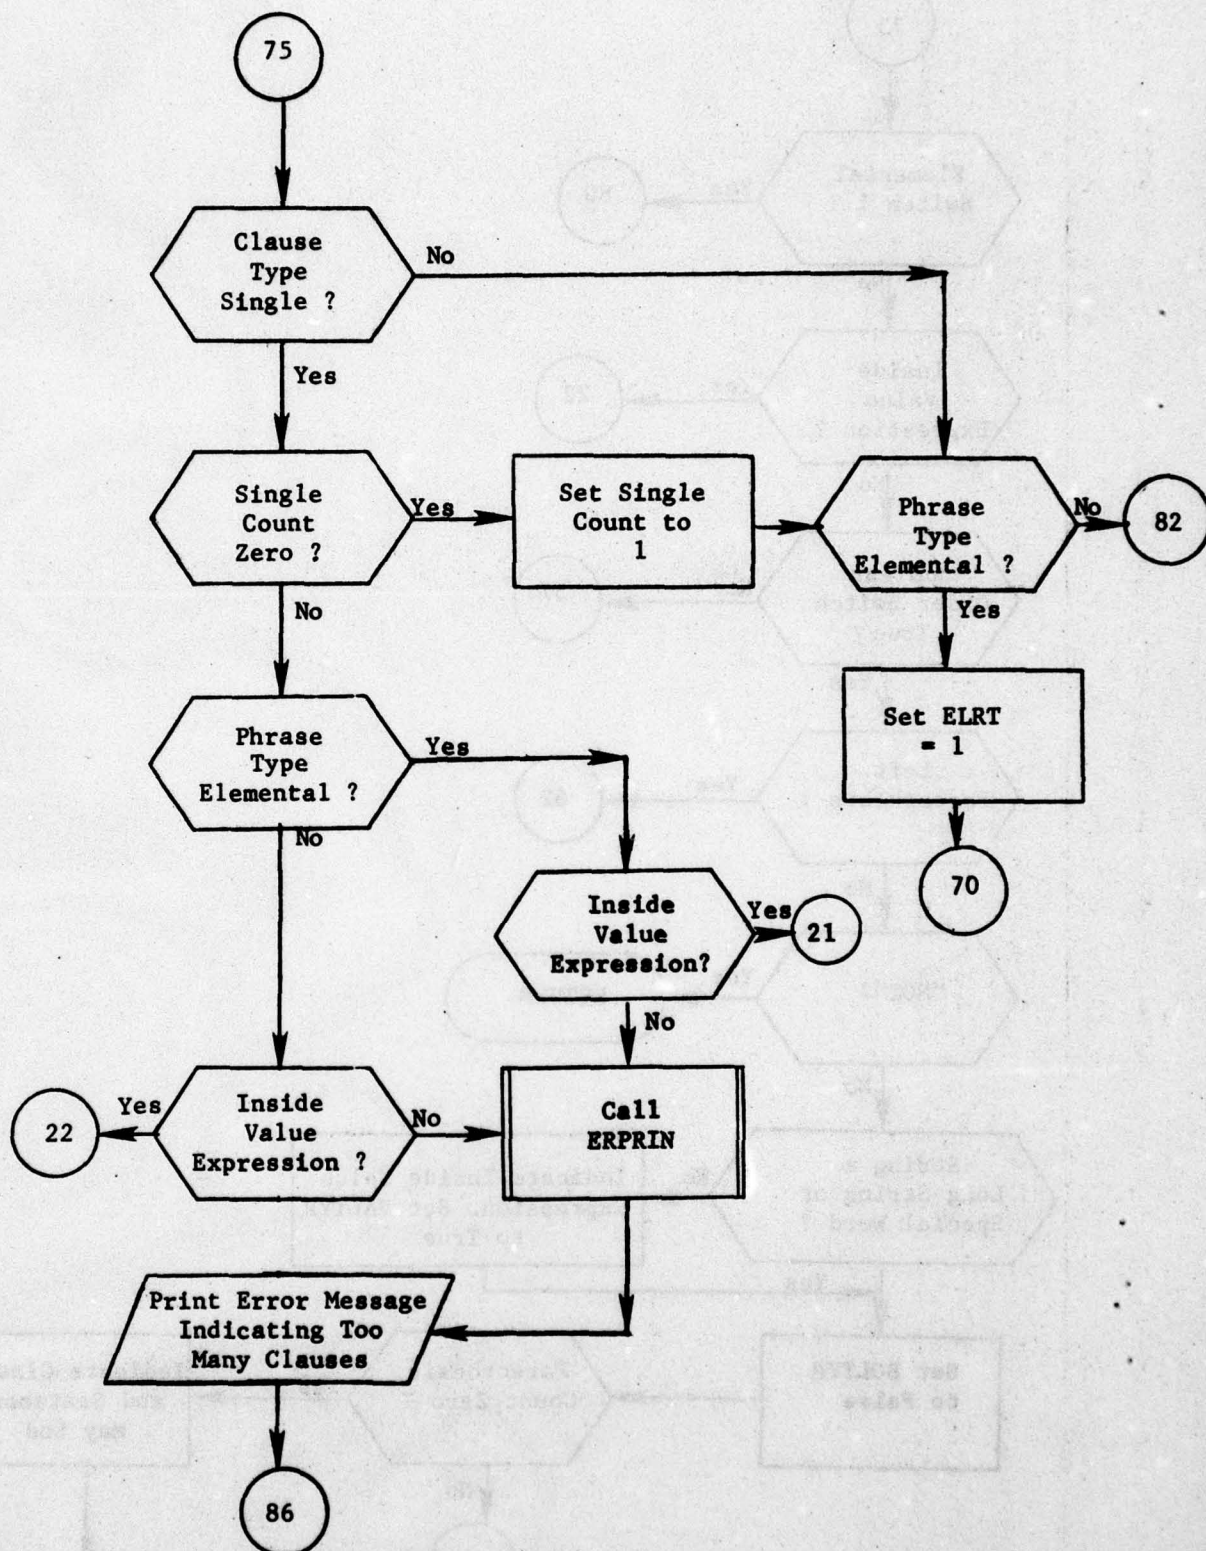 75
Clause
Type
Single ?
No
Yes
Single
Count
Zero ?
Yes
Set Single
Count to
1
Phrase
Type
Elemental ?
No
82
No
Yes
Phrase
Type
Elemental ?
Yes
Set ELRT
= 1
No
70
Inside
Value
Expression?
Yes
21
No
22
Yes
Inside
Value
Expression ?
No
Call
ERPRIN
Print Error Message
Indicating Too
Many Clauses
86